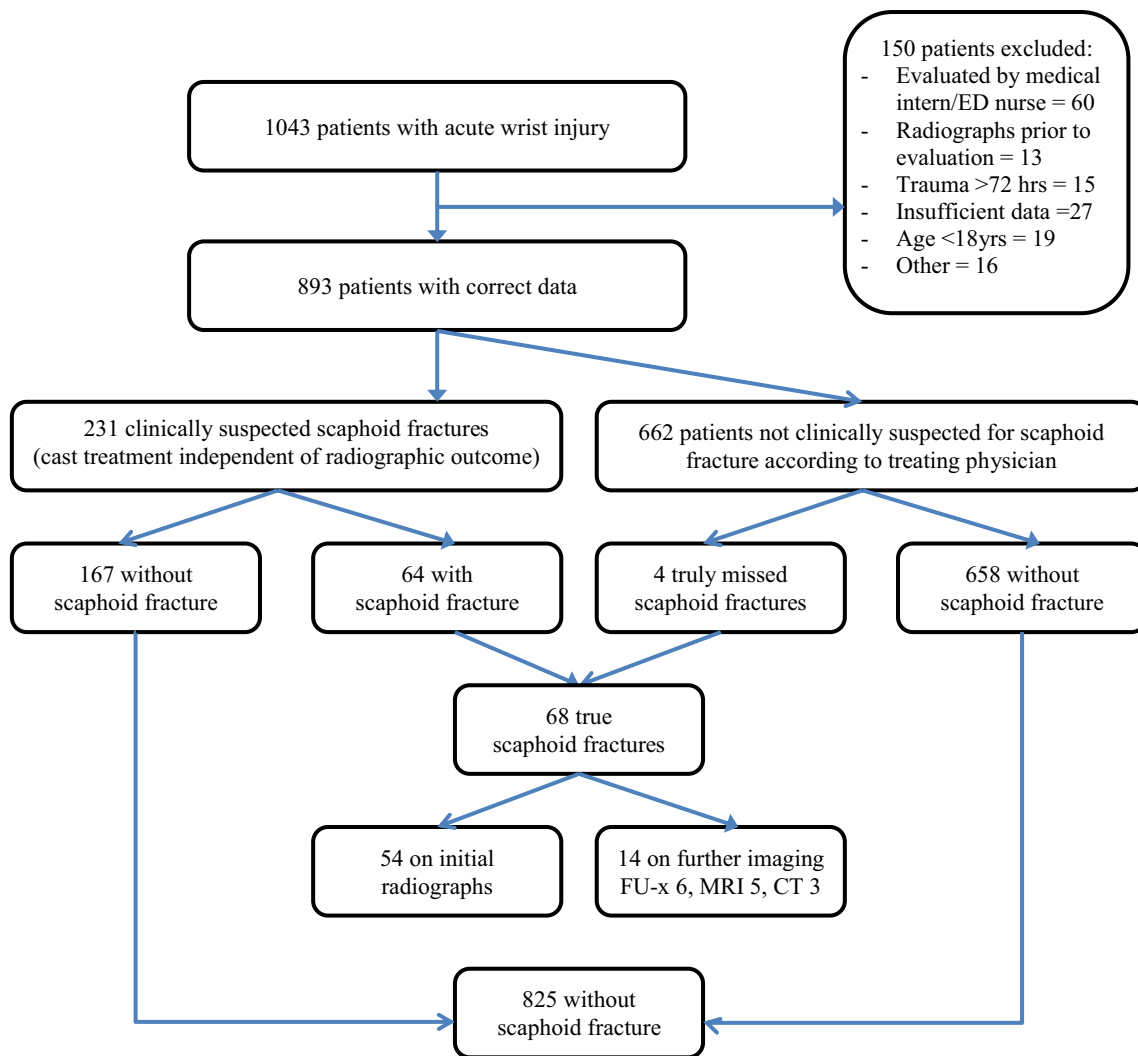 1043 patients with acute wrist injury
150 patients excluded:
- Evaluated by medical
intern/ED nurse = 60
- Radiographs prior to
evaluation = 13
- Trauma >72 hrs = 15
- Insufficient data =27
- Age <18yrs = 19
- Other = 16
893 patients with correct data
231 clinically suspected scaphoid fractures
(cast treatment independent of radiographic outcome)
662 patients not clinically suspected for scaphoid
fracture according to treating physician
167 without
scaphoid fracture
64 with
scaphoid fracture
4 truly missed
scaphoid fractures
658 without
scaphoid fracture
68 true
scaphoid fractures
54 on initial
radiographs
14 on further imaging
FU-x 6, MRI 5, CT 3
825 without
scaphoid fracture